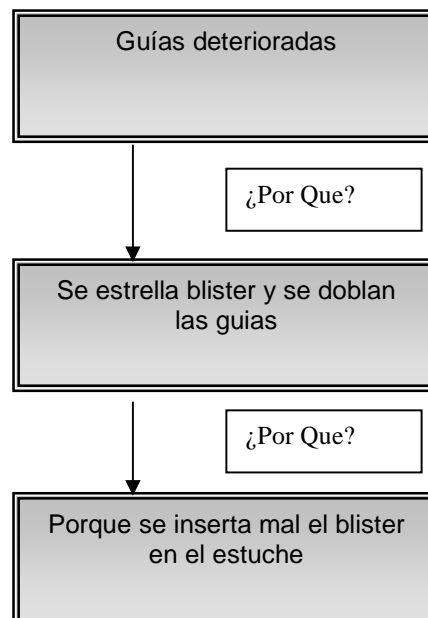 Guías deterioradas
¿Por Que?
Se estrella blister y se doblan
las guias
¿Por Que?
Porque se inserta mal el blister
en el estuche